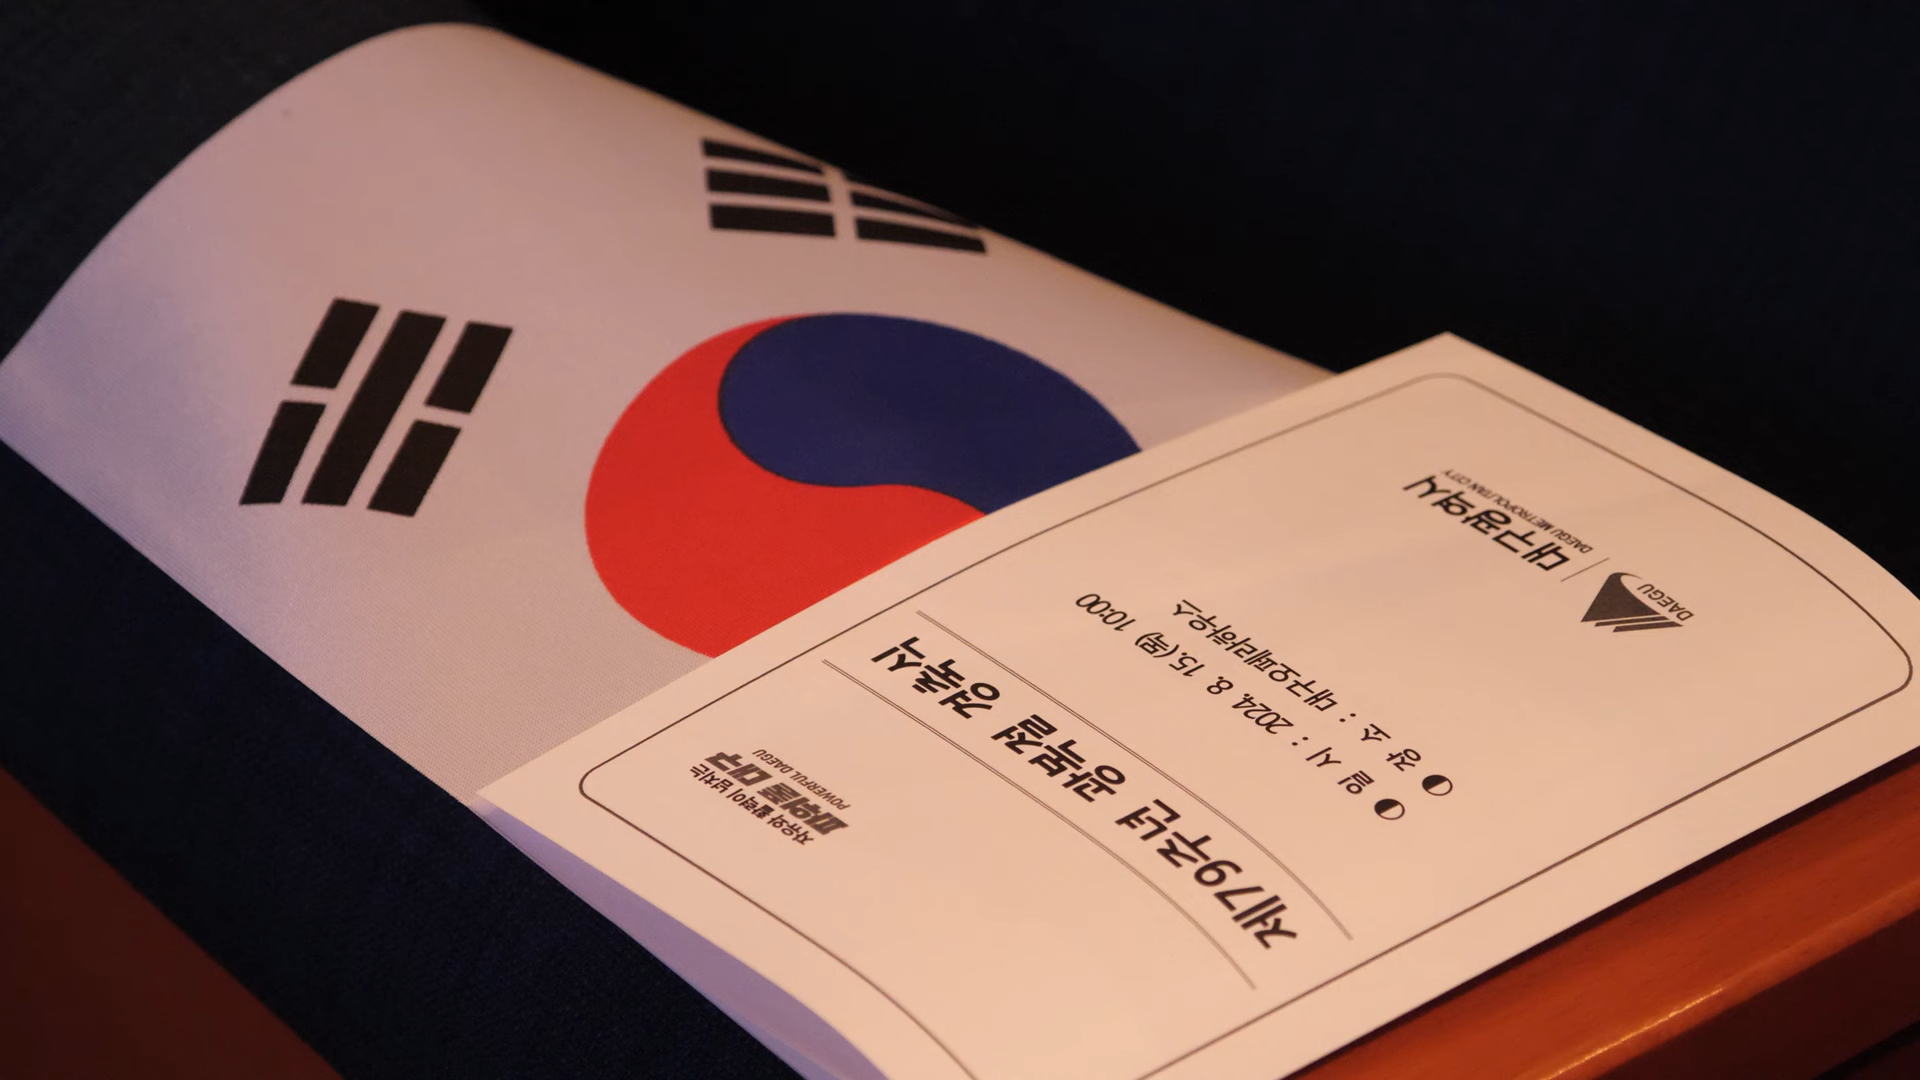 자유와 활력이 넘치는
파워풀 대구
POWERFUL DAEGU
제79주년 광복절 경축식
◐ 일 시 : 2024. 8. 15.(목) 10:00
◐ 장 소 : 대구오페라하우스
DAEGU
대구광역시
DAEGU METROPOLITAN CITY